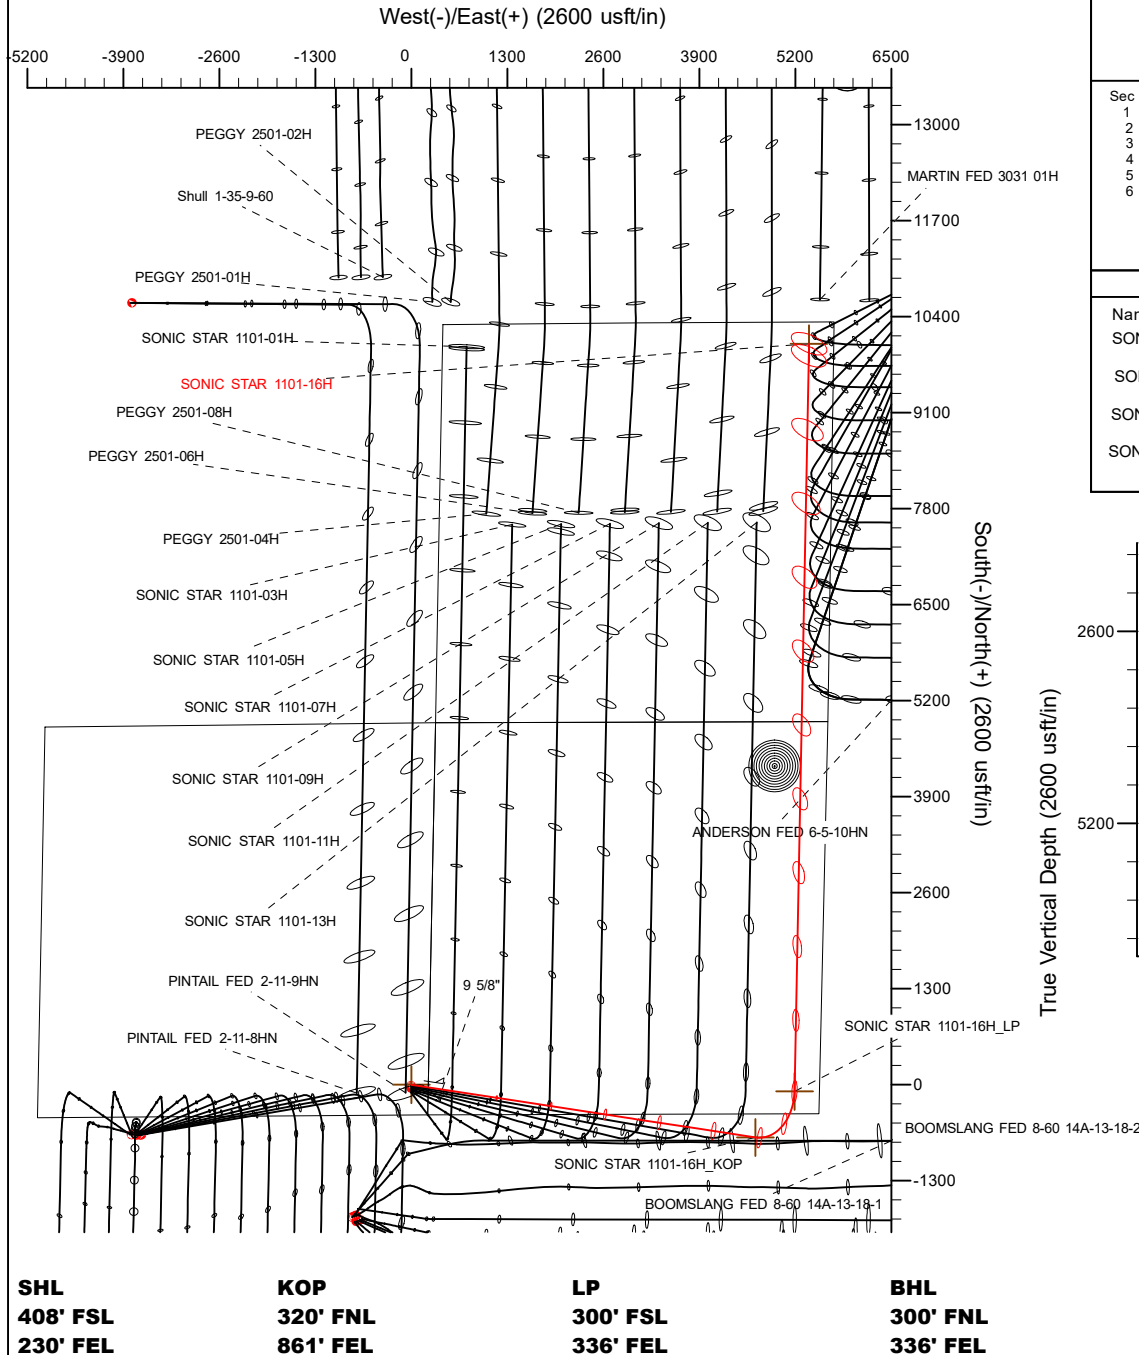 West(-)/East(+) (2600 usft/in)
-5200 -3900 -2600 -1300 0 1300 2600 3900 5200 6500
Sec
1
2
3
4
5
6
13000
PEGGY 2501-02H
MARTIN FED 3031 01H
Shull 1-35-9-60
11700
PEGGY 2501-01H
10400
SONIC STAR 1101-01H
SONIC STAR 1101-16H
PEGGY 2501-08H
9100
PEGGY 2501-06H
7800
PEGGY 2501-04H
SONIC STAR 1101-03H
6500
SONIC STAR 1101-05H
5200
SONIC STAR 1101-07H
SONIC STAR 1101-09H
3900
ANDERSON FED 6-5-10HN
SONIC STAR 1101-11H
2600
SONIC STAR 1101-13H
PINTAIL FED 2-11-9HN
9 5/8"
1300
SONIC STAR 1101-16H_LP
PINTAIL FED 2-11-8HN
0
BOOMSLANG FED 8-60 14A-13-18-2
SONIC STAR 1101-16H_KOP
-1300
BOOMSLANG FED 8-60 14A-13-18-1
South(-)/North(+) (2600 usft/in)
True Vertical Depth (2600 usft/in)
2600
5200
SHL KOP LP BHL
408' FSL 320' FNL 300' FSL 300' FNL
230' FEL 861' FEL 336' FEL 336' FEL